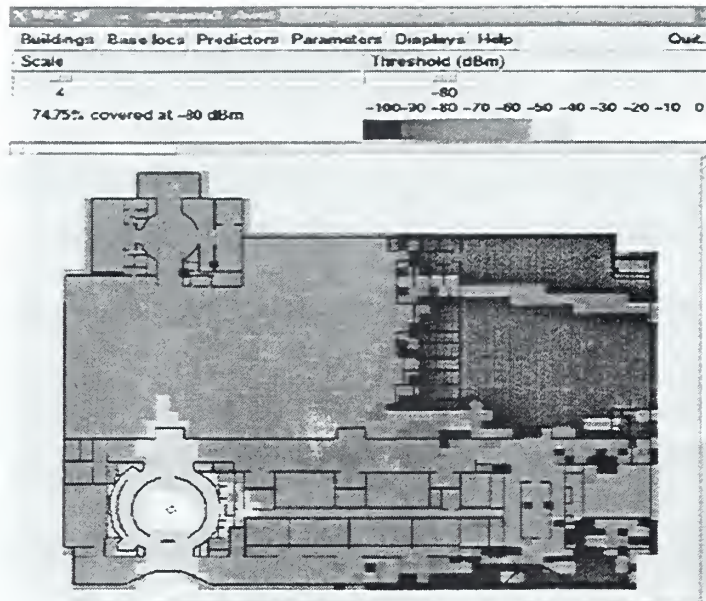 Buildings Base locs Predictors Parameters Displays Help Quit
Scale Threshold (dBm)
4 -80
74.75% covered at -80 dBm -100-90 -80 -70 -60 -50 -40 -30 -20 -10 0